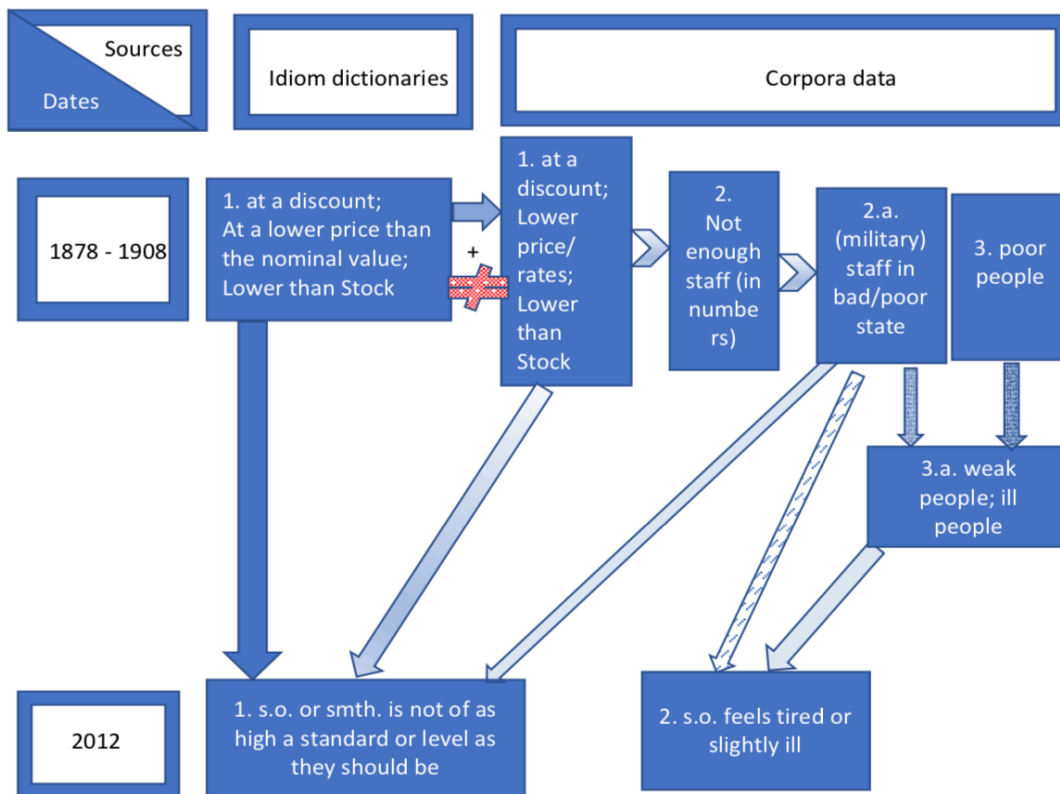 Sources
Dates
Idiom dictionaries
Corpora data
1878 - 1908
1. at a discount;
At a lower price than
the nominal value;
Lower than Stock
+
1. at a
discount;
Lower
price/
rates;
Lower
than
Stock
2.
Not
enough
staff (in
numbe
rs)
2.a.
(military)
staff in
bad/poor
state
3. poor
people
3.a. weak
people; ill
people
2012
1. s.o. or smth. is not of as
high a standard or level as
they should be
2. s.o. feels tired or
slightly ill